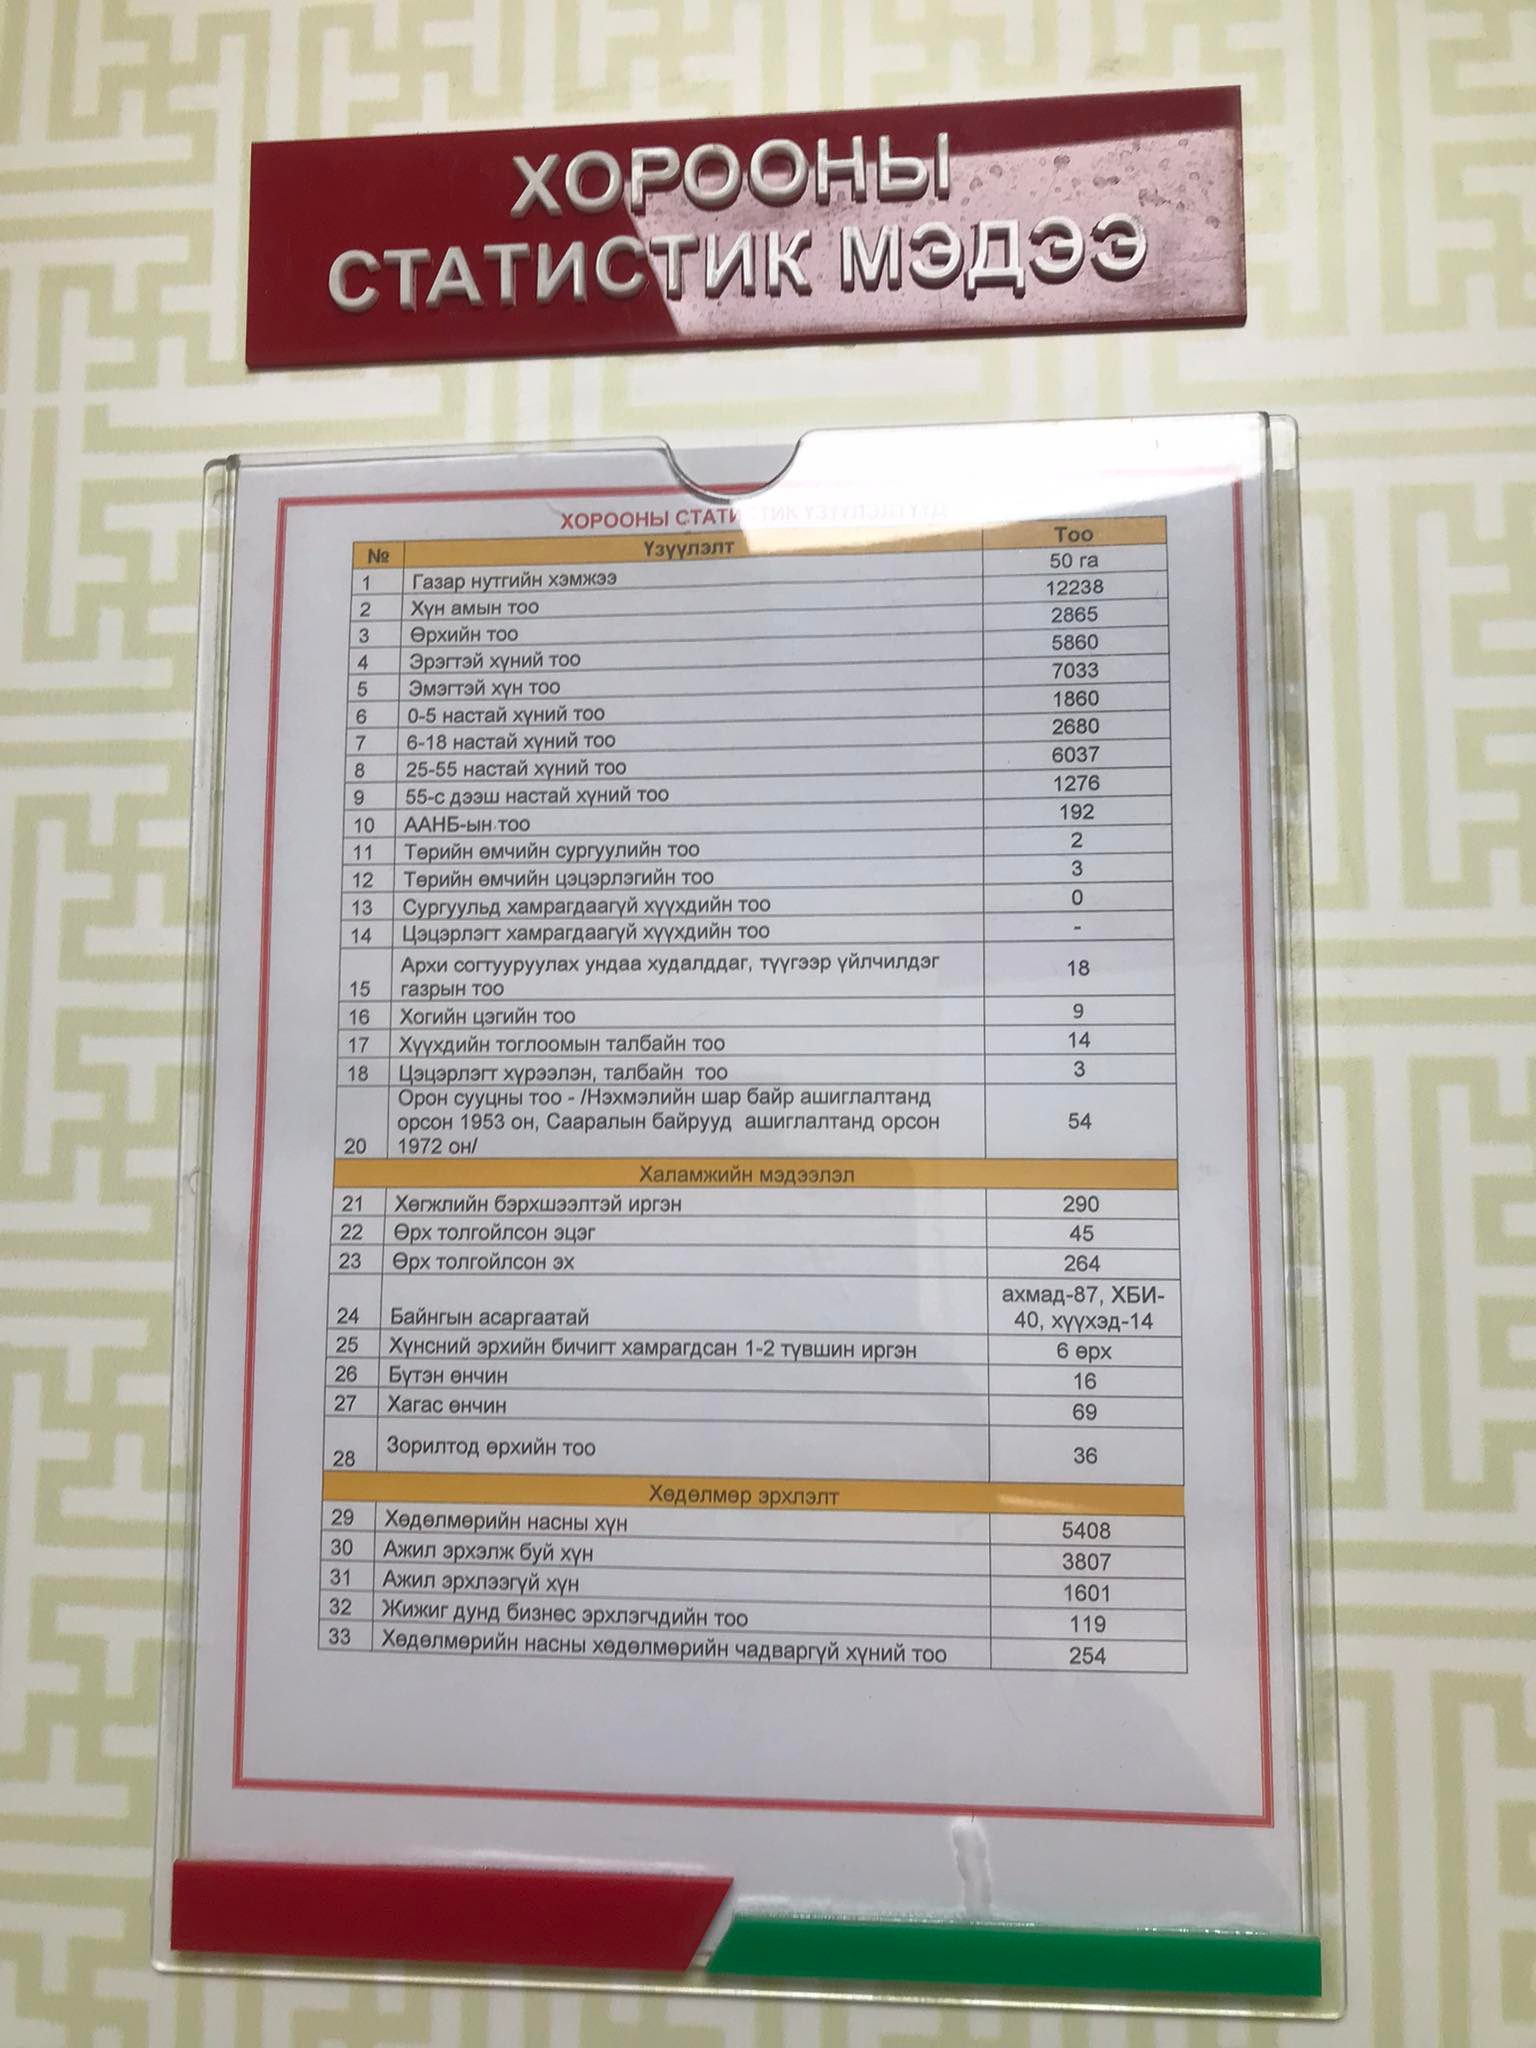 ХОРООНЫ
СТАТИСТИК МЭДЭЭ
ХОРООНЫ СТАТИСТИК ҮЗҮҮЛЭЛТҮҮД
№ Үзүүлэлт Тоо
1 Газар нутгийн хэмжээ 50 га
2 Хүн амын тоо 12238
3 Өрхийн тоо 2865
4 Эрэгтэй хүний тоо 5860
5 Эмэгтэй хүн тоо 7033
6 0-5 настай хүний тоо 1860
7 6-18 настай хүний тоо 2680
8 25-55 настай хүний тоо 6037
9 55-с дээш настай хүний тоо 1276
10 ААНБ-ын тоо 192
11 Төрийн өмчийн сургуулийн тоо 2
12 Төрийн өмчийн цэцэрлэгийн тоо 3
13 Сургуульд хамрагдаагүй хүүхдийн тоо 0
14 Цэцэрлэгт хамрагдаагүй хүүхдийн тоо -
Архи согтууруулах ундаа худалддаг, түүгээр үйлчилдэг
15 газрын тоо 18
16 Хогийн цэгийн тоо 9
17 Хүүхдийн тоглоомын талбайн тоо 14
18 Цэцэрлэгт хүрээлэн, талбайн тоо 3
Орон сууцны тоо - /Нэхмэлийн шар байр ашиглалтанд
орсон 1953 он, Сааралын байрууд ашиглалтанд орсон 54
20 1972 он/
Халамжийн мэдээлэл
21 Хөгжлийн бэрхшээлтэй иргэн 290
22 Өрх толгойлсон эцэг 45
23 Өрх толгойлсон эх 264
ахмад-87, ХБИ-
24 Байнгын асаргаатай 40, хүүхэд-14
25 Хүнсний эрхийн бичигт хамрагдсан 1-2 түвшин иргэн 6 өрх
26 Бүтэн өнчин 16
27 Хагас өнчин 69
28 Зорилтод өрхийн тоо 36
Хөдөлмөр эрхлэлт
29 Хөдөлмөрийн насны хүн 5408
30 Ажил эрхэлж буй хүн 3807
31 Ажил эрхлээгүй хүн 1601
32 Жижиг дунд бизнес эрхлэгчдийн тоо 119
33 Хөдөлмөрийн насны хөдөлмөрийн чадваргүй хүний тоо 254